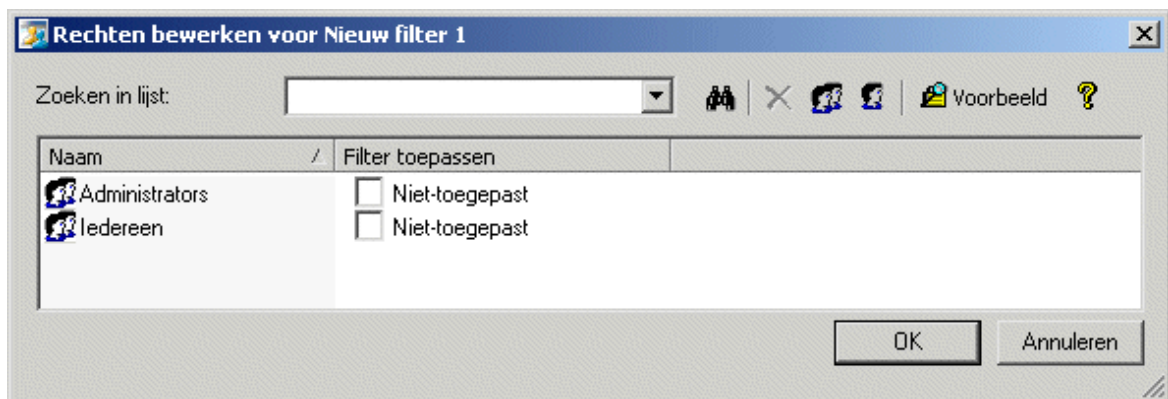 Rechten bewerken voor Nieuw filter 1
Zoeken in lijst:
Voorbeeld
Naam
Filter toepassen
Administrators
Niet-toegepast
Iedereen
Niet-toegepast
OK
Annuleren